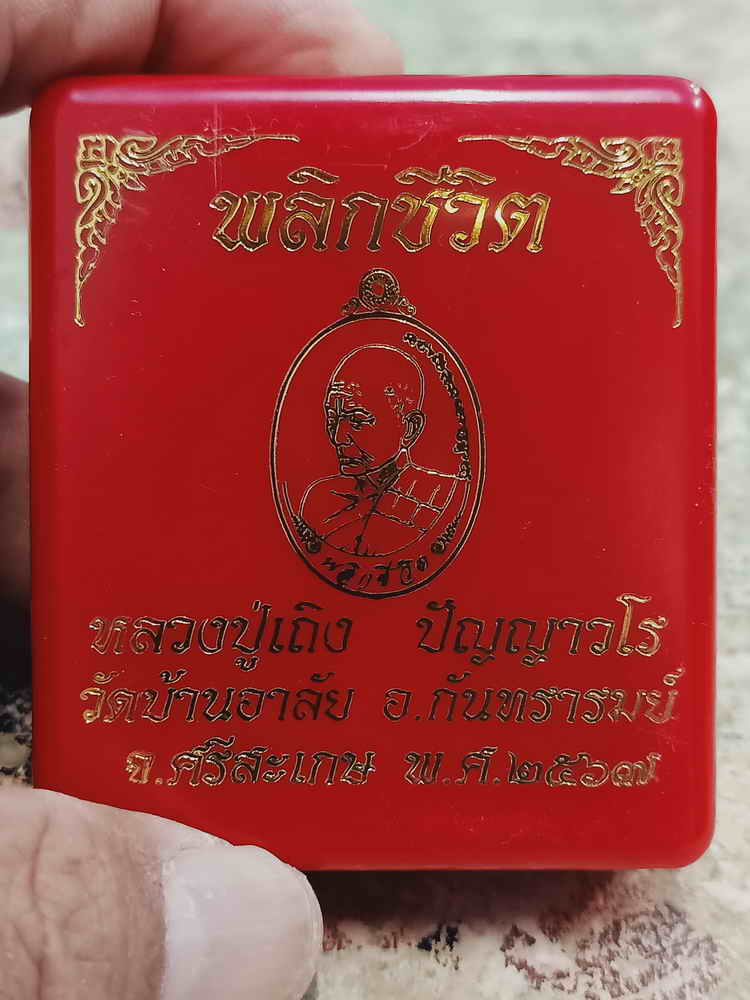 พลิกชีวิต
หลวงปู่เถิง ปัญญาวโร
วัดบ้านอาลัย อ.กันทรารมย์
จ.ศรีสะเกษ พ.ศ.๒๕๖๗